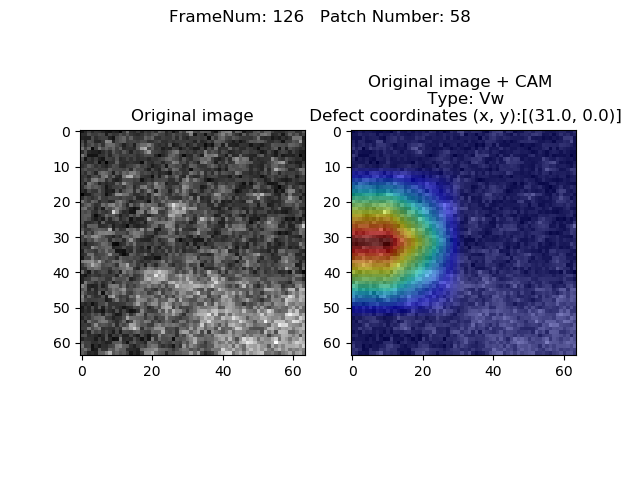 FrameNum: 126   Patch Number: 58
Original image
Original image + CAM
Type: Vw
Defect coordinates (x, y):[(31.0, 0.0)]
0
10
20
30
40
50
60
0 20 40 60
0
10
20
30
40
50
60
0 20 40 60